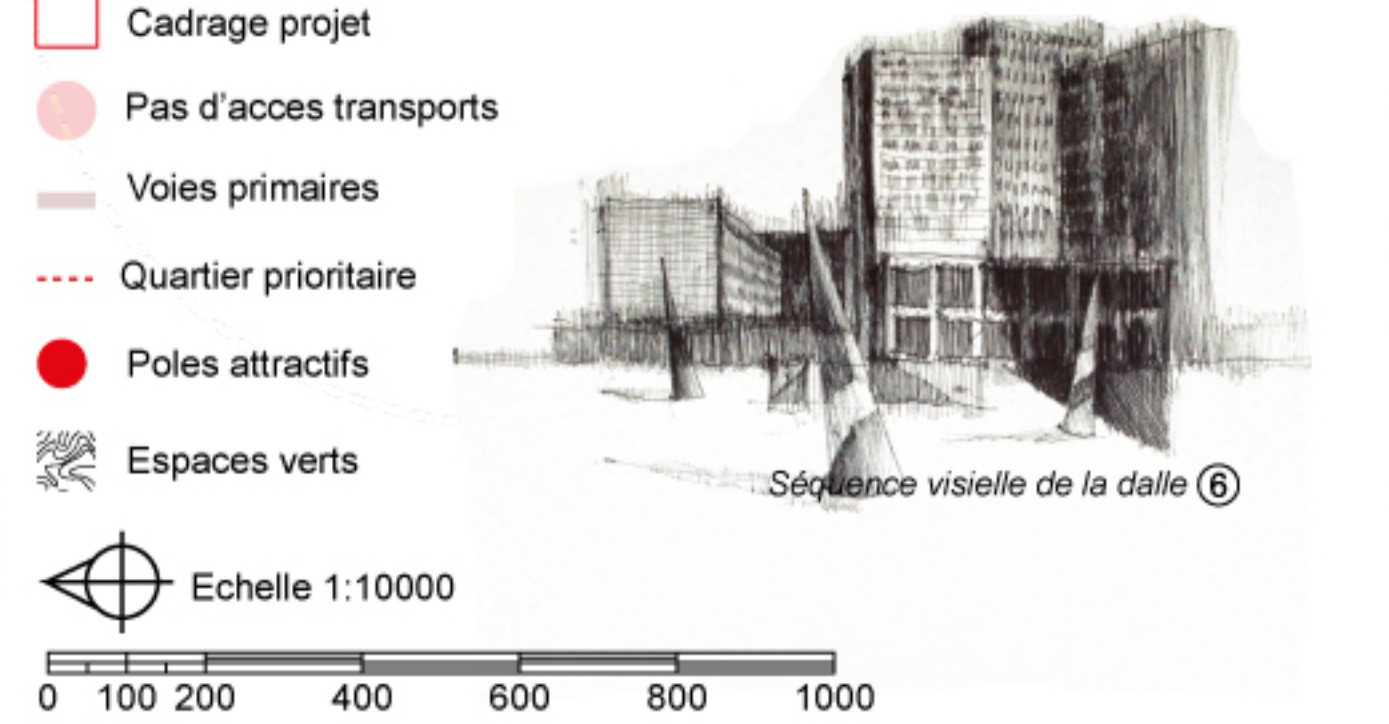 Cadrage projet
Pas d'acces transports
Voies primaires
Quartier prioritaire
Poles attractifs
Espaces verts
Séquence visielle de la dalle 6
Echelle 1:10000
0 100 200 400 600 800 1000